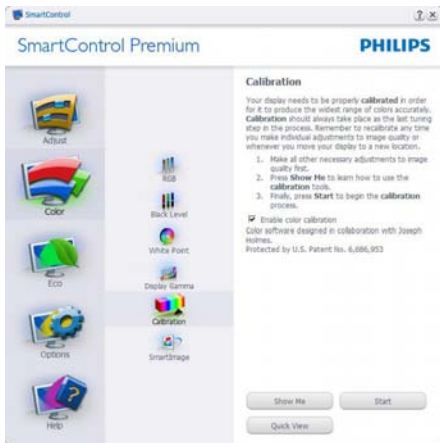 SmartControl
SmartControl Premium
PHILIPS
Adjust
Color
Eco
Options
Help
RGB
Black Level
White Point
Display Gamma
Calibration
SmartImage
Calibration
Your display needs to be properly calibrated in order
for it to produce the widest range of colors accurately.
Calibration should always take place as the last tuning
step in the process. Remember to recalibrate any time
you make individual adjustments to image quality or
whenever you move your display to a new location.
1. Make all other necessary adjustments to image
quality first.
2. Press Show Me to learn how to use the
calibration tools.
3. Finally, press Start to begin the calibration
process.
Enable color calibration
Color software designed in collaboration with Joseph
Holmes.
Protected by U.S. Patent No. 6,686,953
Show Me
Start
Quick View